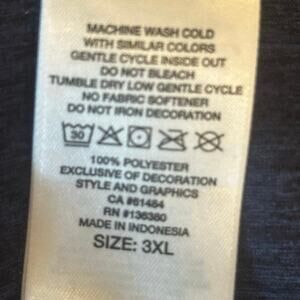 MACHINE WASH COLD
WITH SIMILAR COLORS
GENTLE CYCLE INSIDE OUT
DO NOT BLEACH
TUMBLE DRY LOW GENTLE CYCLE
NO FABRIC SOFTENER
DO NOT IRON DECORATION
30
100% POLYESTER
EXCLUSIVE OF DECORATION
STYLE AND GRAPHICS
CA #61484
RN #136380
MADE IN INDONESIA
SIZE: 3XL